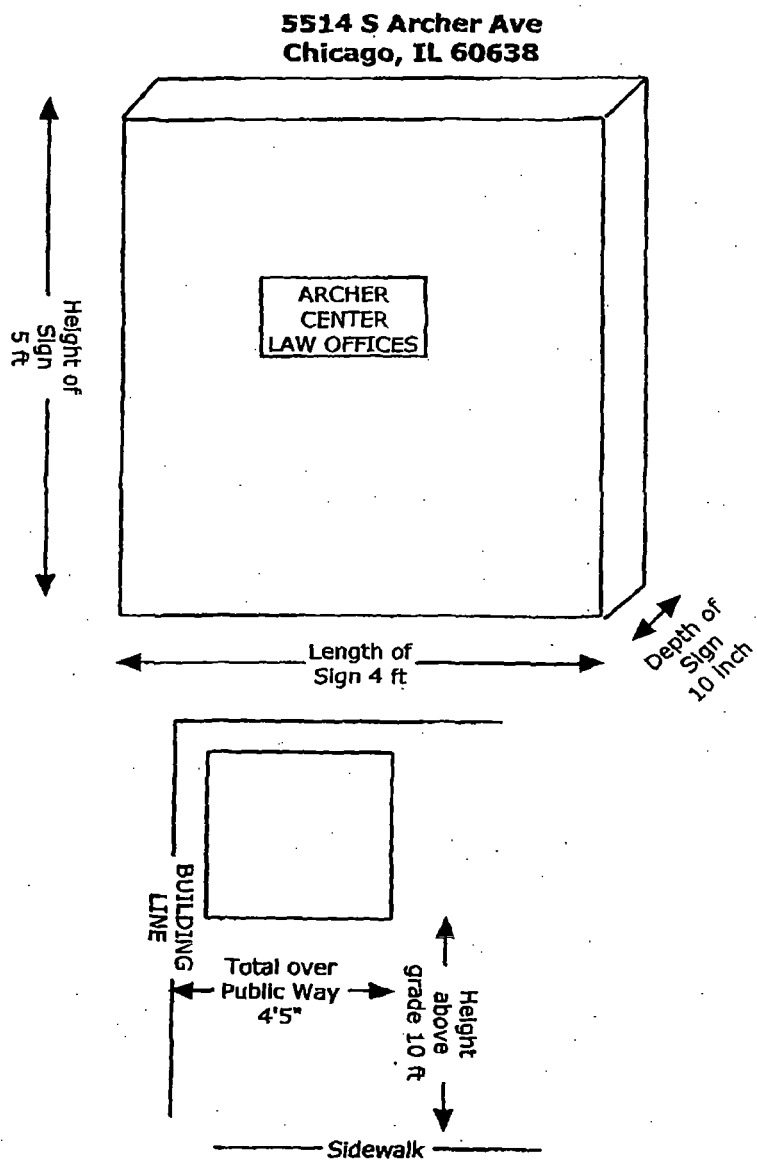 5514 S Archer Ave
Chicago, IL 60638
ARCHER
CENTER
LAW OFFICES
Height of
Sign
5 ft
Length of
Sign 4 ft
Depth of
Sign
10 inch
BUILDING
LINE
Total over
Public Way
4'5"
Height
above
grade 10 ft
Sidewalk